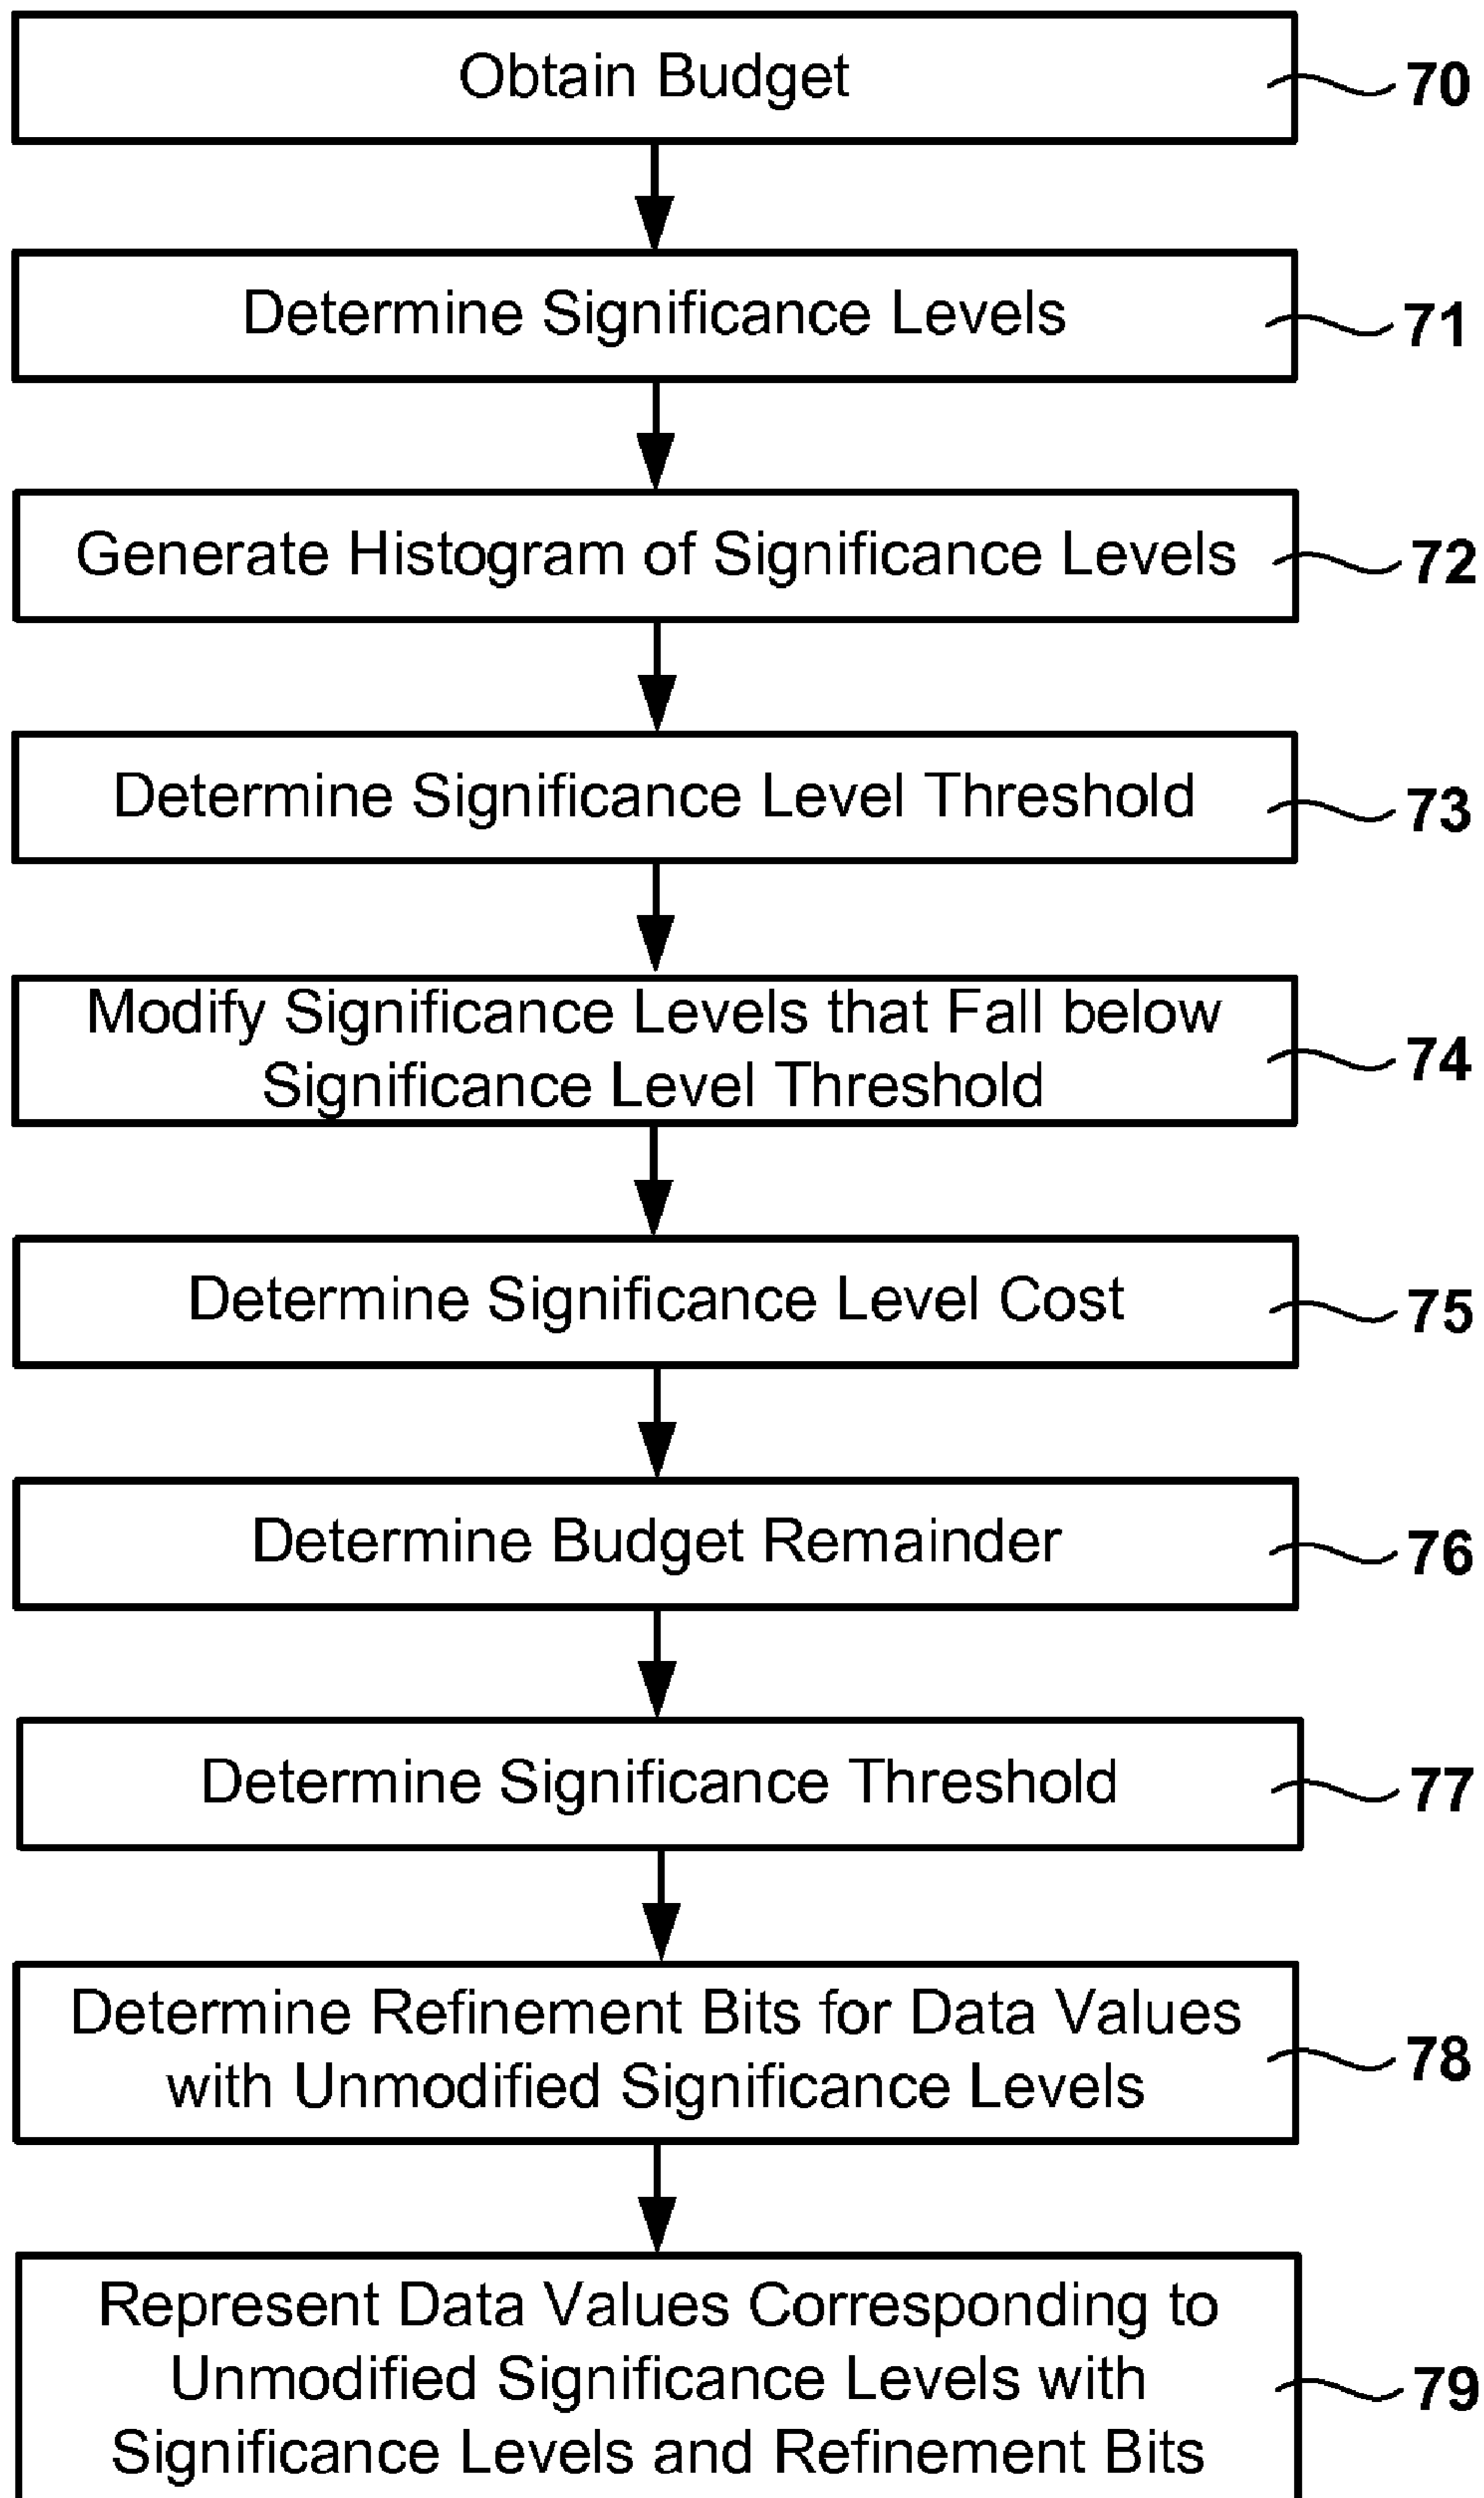 Obtain Budget
70
Determine Significance Levels
71
Generate Histogram of Significance Levels
72
Determine Significance Level Threshold
73
Modify Significance Levels that Fall below
Significance Level Threshold
74
Determine Significance Level Cost
75
Determine Budget Remainder
76
Determine Significance Threshold
77
Determine Refinement Bits for Data Values
with Unmodified Significance Levels
78
Represent Data Values Corresponding to
Unmodified Significance Levels with
Significance Levels and Refinement Bits
79